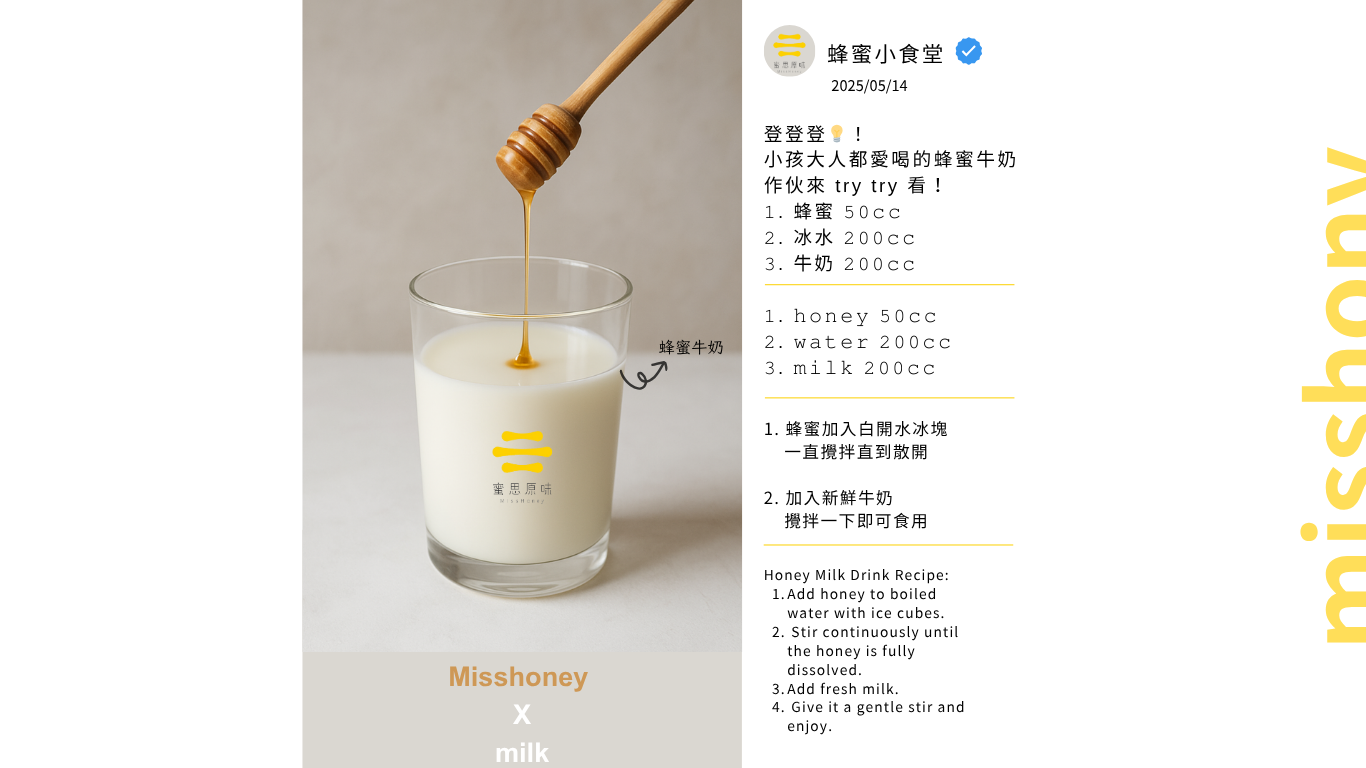 蜂蜜牛奶
蜜思原味
MissHoney
Misshoney
X
milk
蜜思原味
蜂蜜小食堂
2025/05/14
登登登💡！
小孩大人都愛喝的蜂蜜牛奶
作伙來 try try 看！
1. 蜂蜜 50cc
2. 冰水 200cc
3. 牛奶 200cc
1. honey 50cc
2. water 200cc
3. milk 200cc
1. 蜂蜜加入白開水冰塊
一直攪拌直到散開
2. 加入新鮮牛奶
攪拌一下即可食用
Honey Milk Drink Recipe:
1. Add honey to boiled
water with ice cubes.
2. Stir continuously until
the honey is fully
dissolved.
3. Add fresh milk.
4. Give it a gentle stir and
enjoy.
misshony